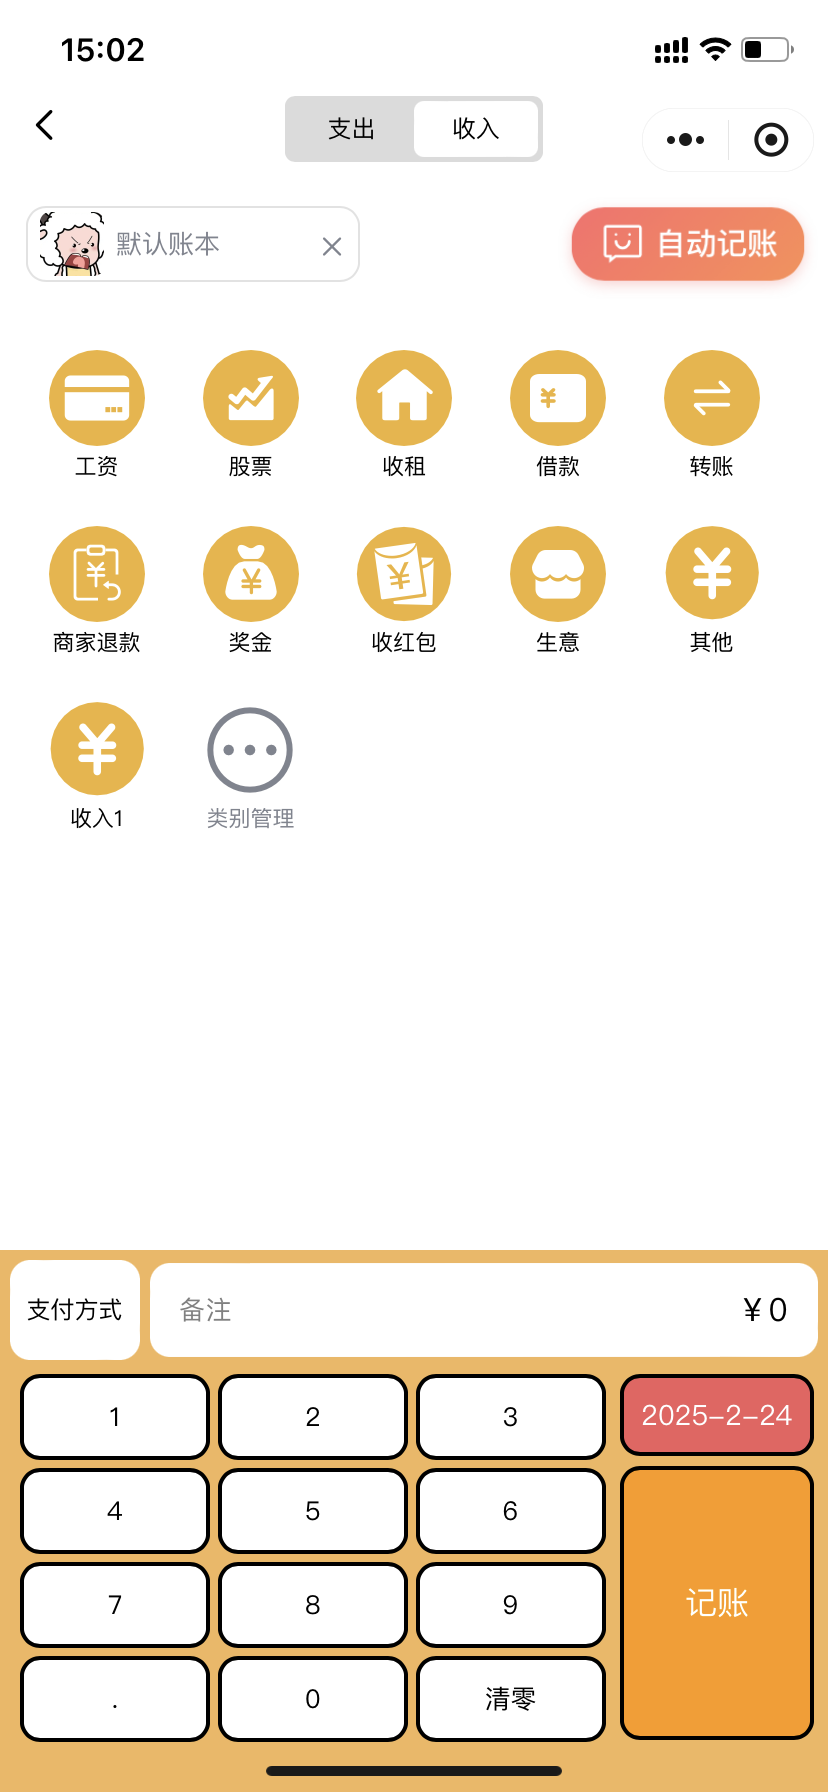 15:02
支出 收入
默认账本
自动记账
工资 股票 收租 借款 转账
商家退款 奖金 收红包 生意 其他
收入1 类别管理
支付方式 备注 ¥ 0
1 2 3 2025-2-24
4 5 6
7 8 9 记账
. 0 清零